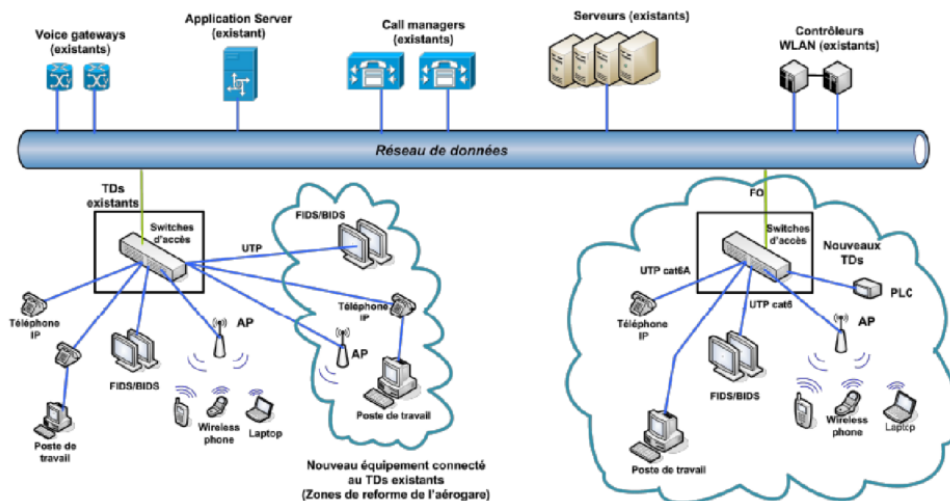 Voice gateways
(existants)
Application Server
(existant)
Call managers
(existants)
Serveurs (existants)
Contrôleurs
WLAN (existants)
Réseau de données
TDs
existants
Switches
d'accès
UTP
Téléphone
IP
AP
FIDS/BIDS
Poste de
travail
Wireless
phone
Laptop
FIDS/BIDS
Téléphone
IP
AP
Poste de travail
Nouveau équipement connecté
au TDs existants
(Zones de reforme de l'aérogare)
FO
Switches
d'accès
Nouveaux
TDs
UTP cat6A
UTP cat6
PLC
Téléphone
IP
AP
FIDS/BIDS
Wireless
phone
Laptop
Poste de travail